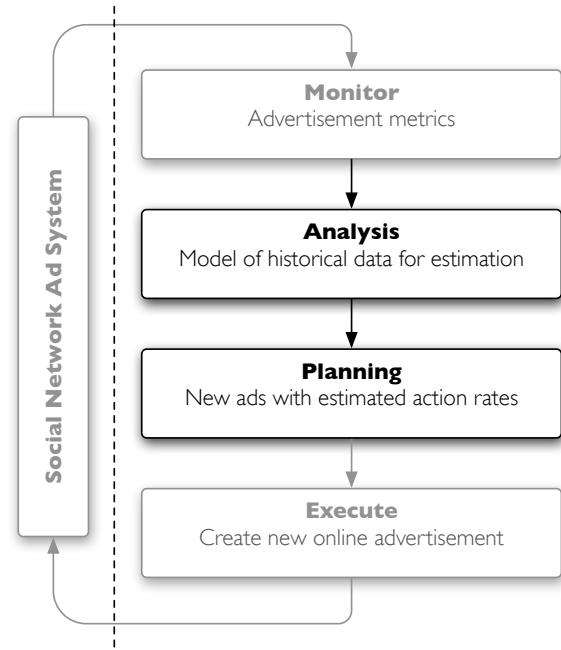 Social Network Ad System
Monitor
Advertisement metrics
Analysis
Model of historical data for estimation
Planning
New ads with estimated action rates
Execute
Create new online advertisement